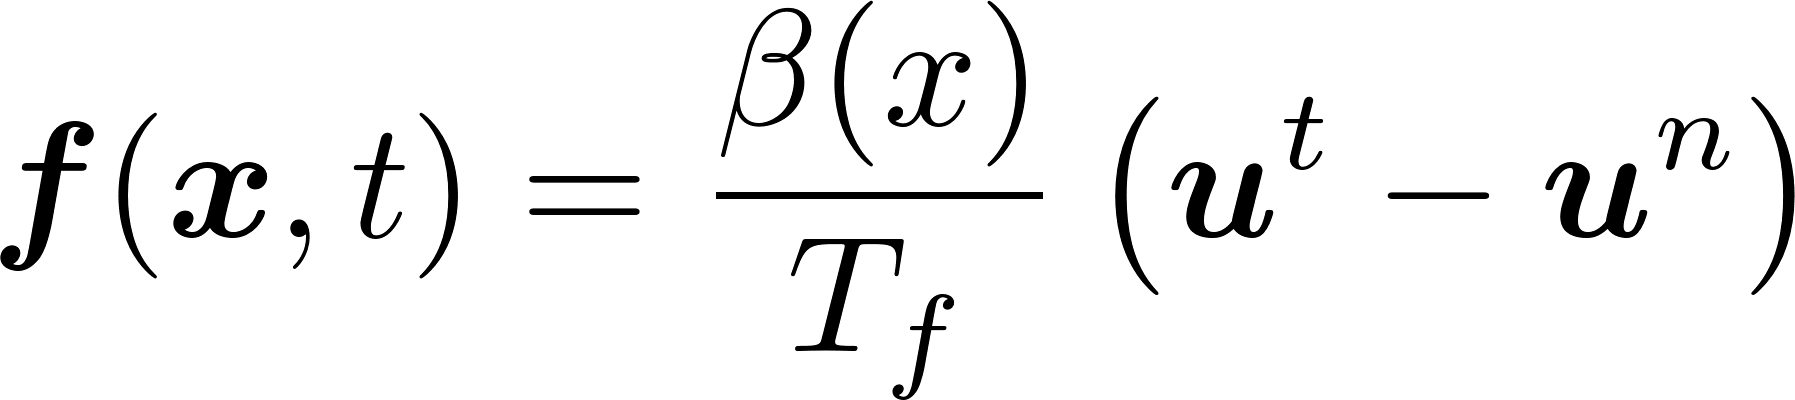 𝒇(𝒙, t) = β(x)/T_f (𝒖^t − 𝒖^n)